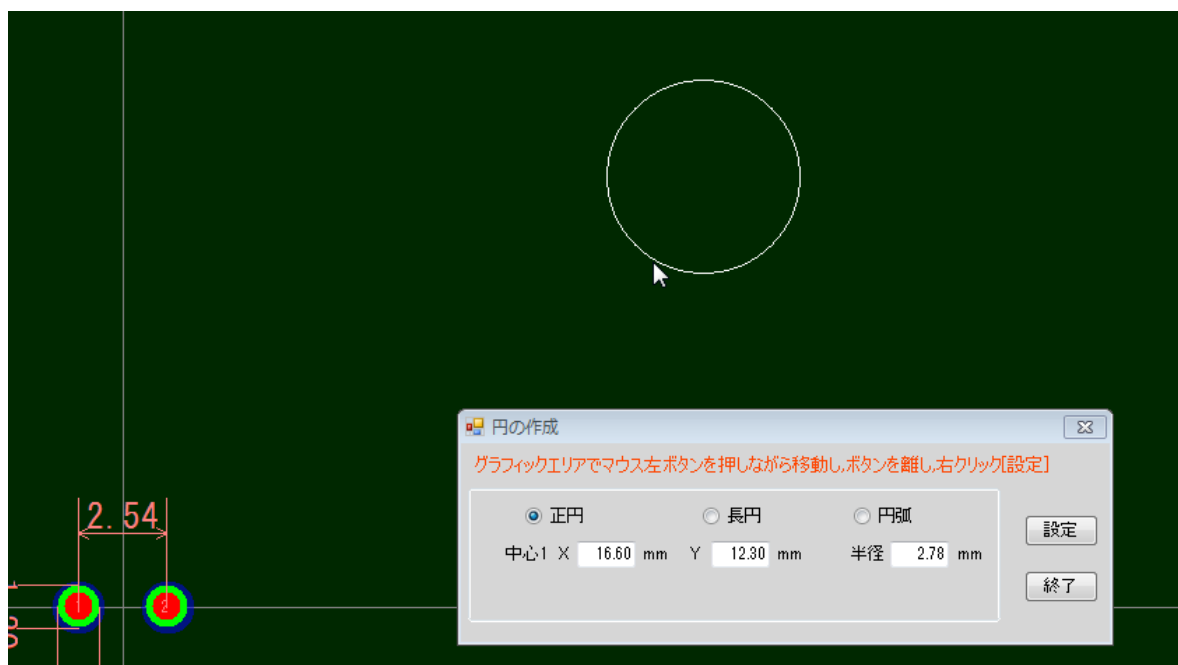 円の作成
グラフィックエリアでマウス左ボタンを押しながら移動し,ボタンを離し,右クリック[設定]
正円 長円 円弧
設定
中心1 X 16.60 mm Y 12.30 mm 半径 2.78 mm
終了
2.54
1 2